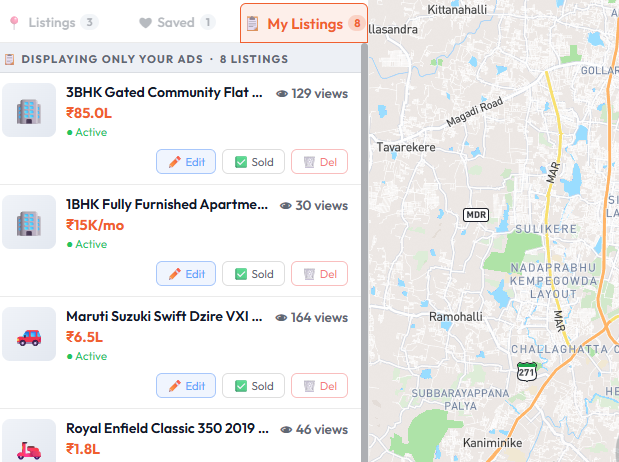 Listings 3
Saved 1
My Listings 8
DISPLAYING ONLY YOUR ADS · 8 LISTINGS
3BHK Gated Community Flat ... 129 views
₹85.0L
Active
Edit Sold Del
1BHK Fully Furnished Apartme... 30 views
₹15K/mo
Active
Edit Sold Del
Maruti Suzuki Swift Dzire VXI ... 164 views
₹6.5L
Active
Edit Sold Del
Royal Enfield Classic 350 2019 ... 46 views
₹1.8L
Kittanahalli
llasandra
GOLLAR
Magadi Road
Tavarekere
MAR
MDR
SULIKERE
NADAPRABHU
KEMPEGOWDA
LAYOUT
Ramohalli
MAR
CHALLAGHATTA C
271
SUBBARAYAPPANA
PALYA
Kaniminike